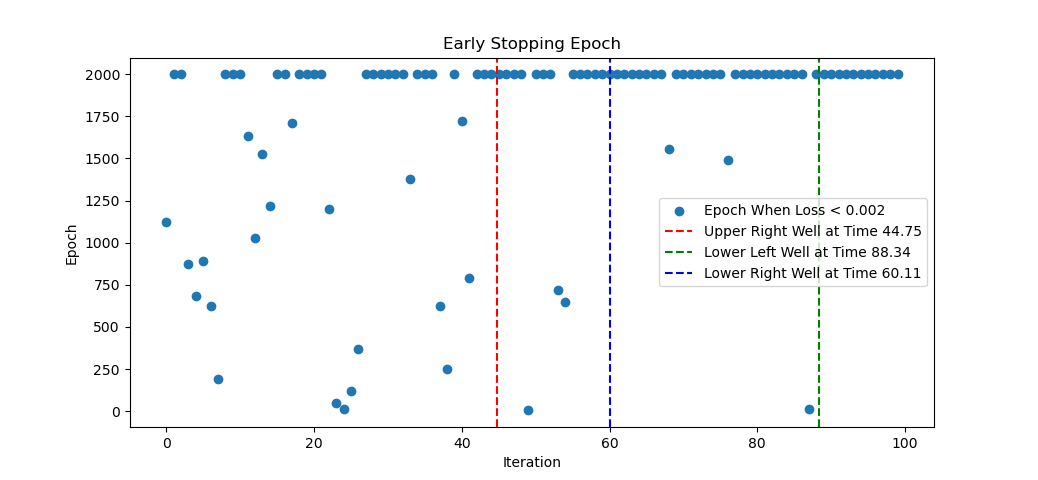 Early Stopping Epoch
2000
1750
1500
1250
1000
750
500
250
0
Epoch
Epoch When Loss < 0.002
Upper Right Well at Time 44.75
Lower Left Well at Time 88.34
Lower Right Well at Time 60.11
0 20 40 60 80 100
Iteration